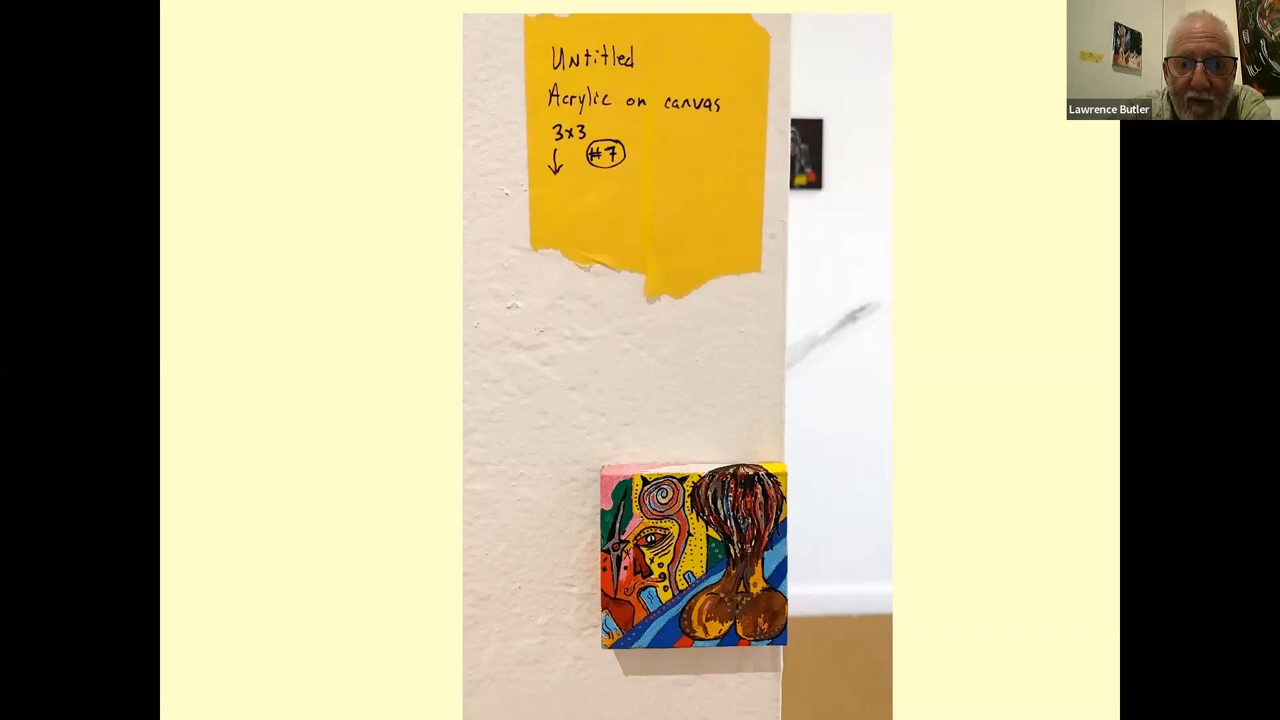 Untitled
Acrylic on canvas
3x3
↓ #7
Lawrence Butler